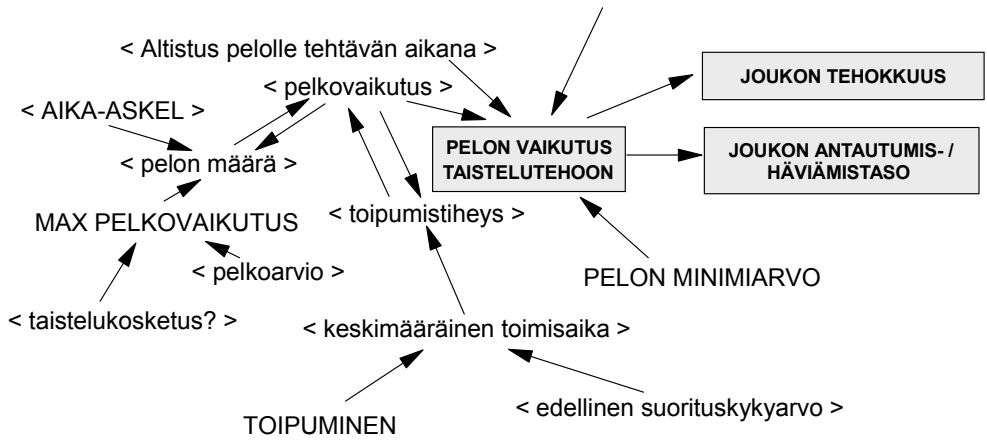 < Altistus pelolle tehtävän aikana >
< pelkovaikutus >
JOUKON TEHOKKUUS
< AIKA-ASKEL >
PELON VAIKUTUS
TAISTELUTEHOON
JOUKON ANTAUTUMIS- /
HÄVIÄMISTASO
< pelon määrä >
< toipumistiheys >
MAX PELKOVAIKUTUS
< pelkoarvio >
PELON MINIMIARVO
< taistelukosketus? >
< keskimääräinen toimisaika >
< edellinen suorituskykyarvo >
TOIPUMINEN